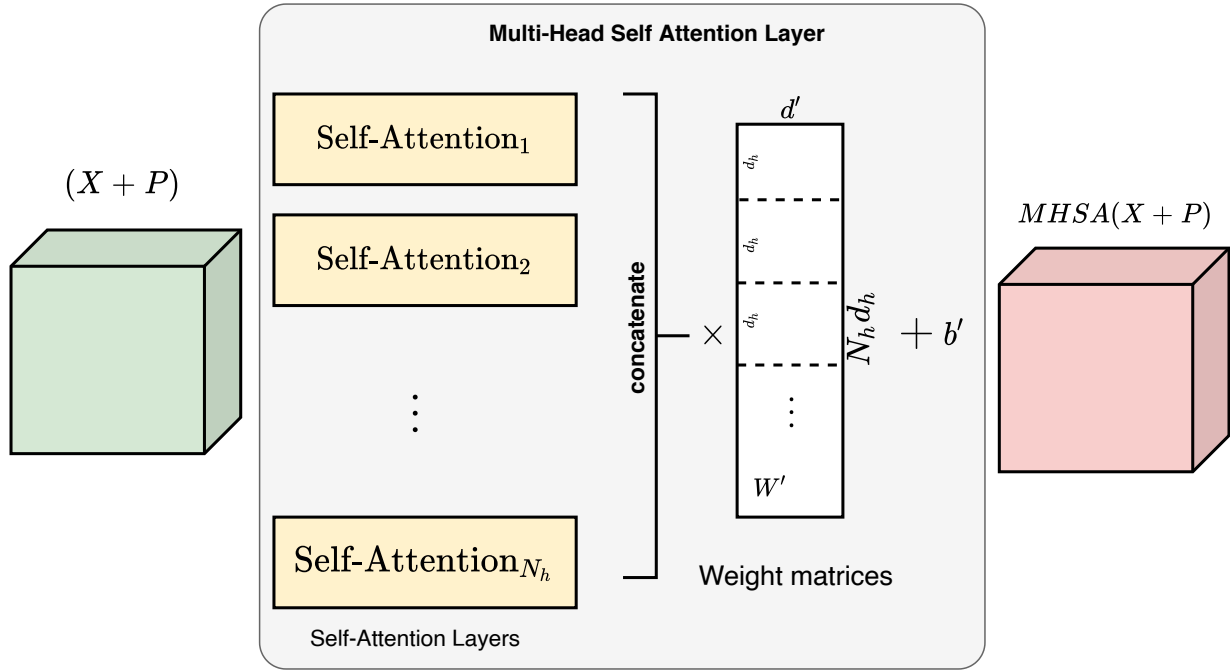 Multi-Head Self Attention Layer
(X + P)
Self-Attention₁
Self-Attention₂
⋮
Self-Attention_{N_h}
Self-Attention Layers
concatenate
×
d′
d_h
d_h
d_h
⋮
W′
N_h d_h
+ b′
Weight matrices
MHSA(X + P)